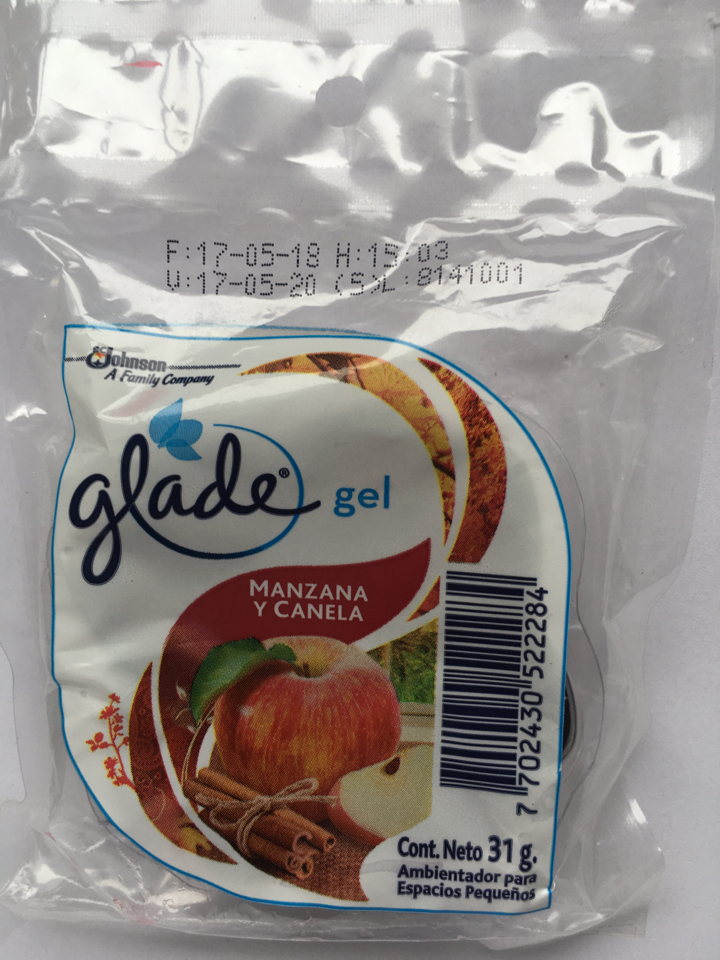 F:17-05-18 H:15:03
V:17-05-20 (S)L:8141001
SC Johnson
A Family Company
glade® gel
MANZANA
Y CANELA
7 702430 522284
Cont. Neto 31 g.
Ambientador para
Espacios Pequeños